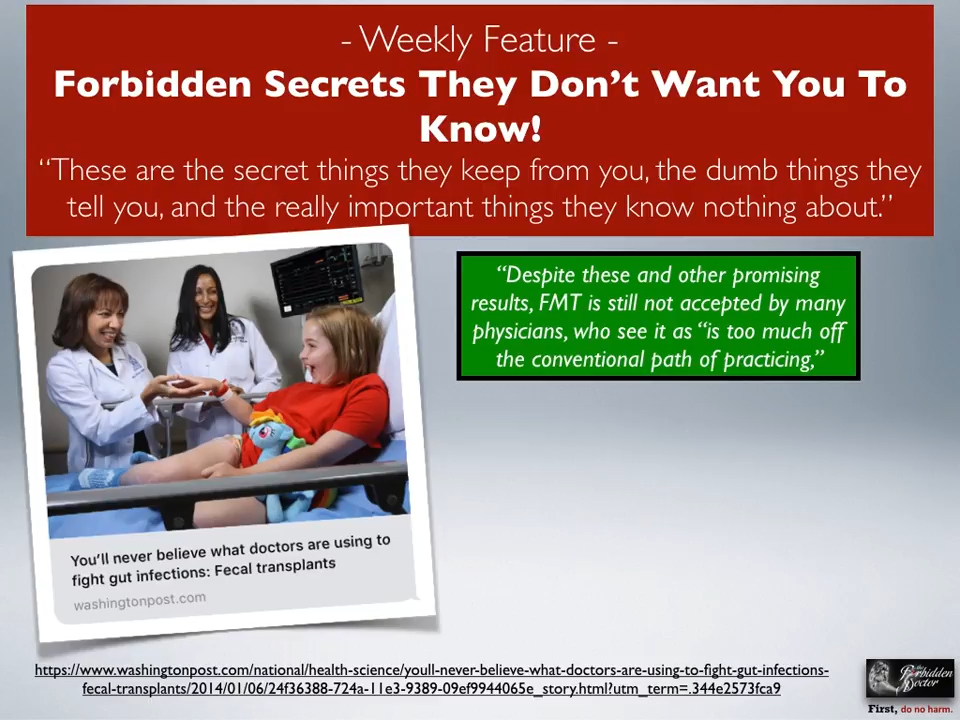 - Weekly Feature -
Forbidden Secrets They Don’t Want You To
Know!
“These are the secret things they keep from you, the dumb things they
tell you, and the really important things they know nothing about.”
“Despite these and other promising
results, FMT is still not accepted by many
physicians, who see it as “is too much off
the conventional path of practicing,”
You’ll never believe what doctors are using to
fight gut infections: Fecal transplants
washingtonpost.com
https://www.washingtonpost.com/national/health-science/youll-never-believe-what-doctors-are-using-to-fight-gut-infections-
fecal-transplants/2014/01/06/24f36388-724a-11e3-9389-09ef9944065e_story.html?utm_term=.344e2573fca9
the
Forbidden
Doctor
First, do no harm.